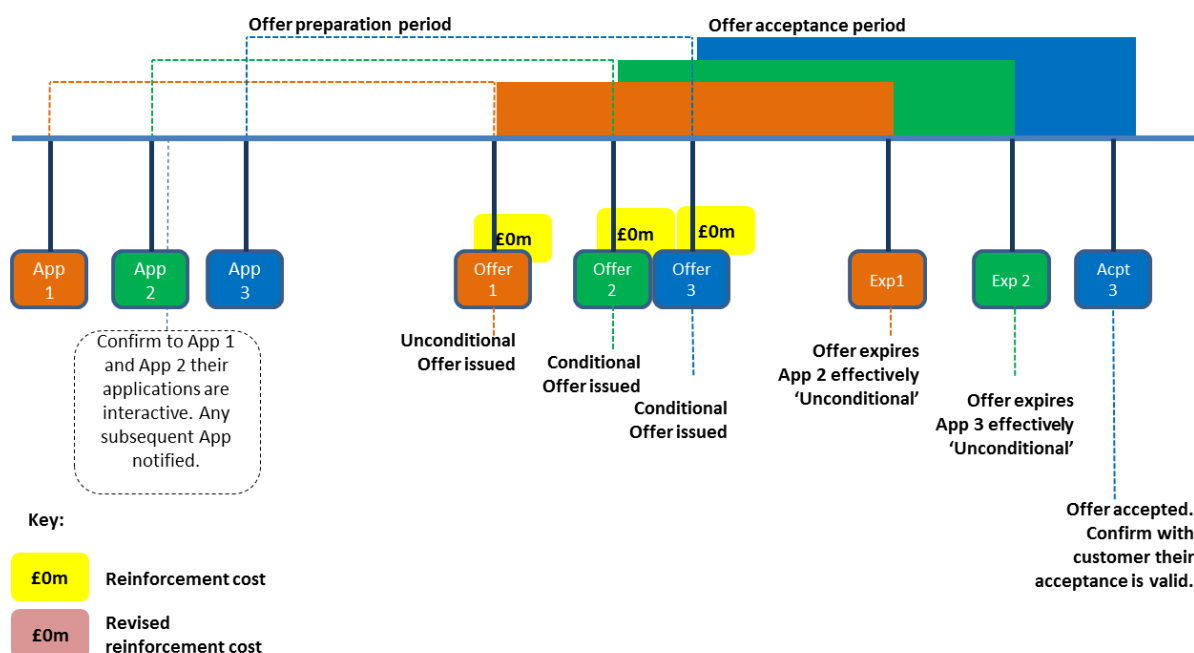 Offer preparation period
Offer acceptance period
£0m
£0m
£0m
App
1
App
2
App
3
Offer
1
Offer
2
Offer
3
Exp1
Exp 2
Acpt
3
Confirm to App 1
and App 2 their
applications are
interactive. Any
subsequent App
notified.
Unconditional
Offer issued
Conditional
Offer issued
Conditional
Offer issued
Offer expires
App 2 effectively
‘Unconditional’
Offer expires
App 3 effectively
‘Unconditional’
Offer accepted.
Confirm with
customer their
acceptance is valid.
Key:
£0m
Reinforcement cost
£0m
Revised
reinforcement cost